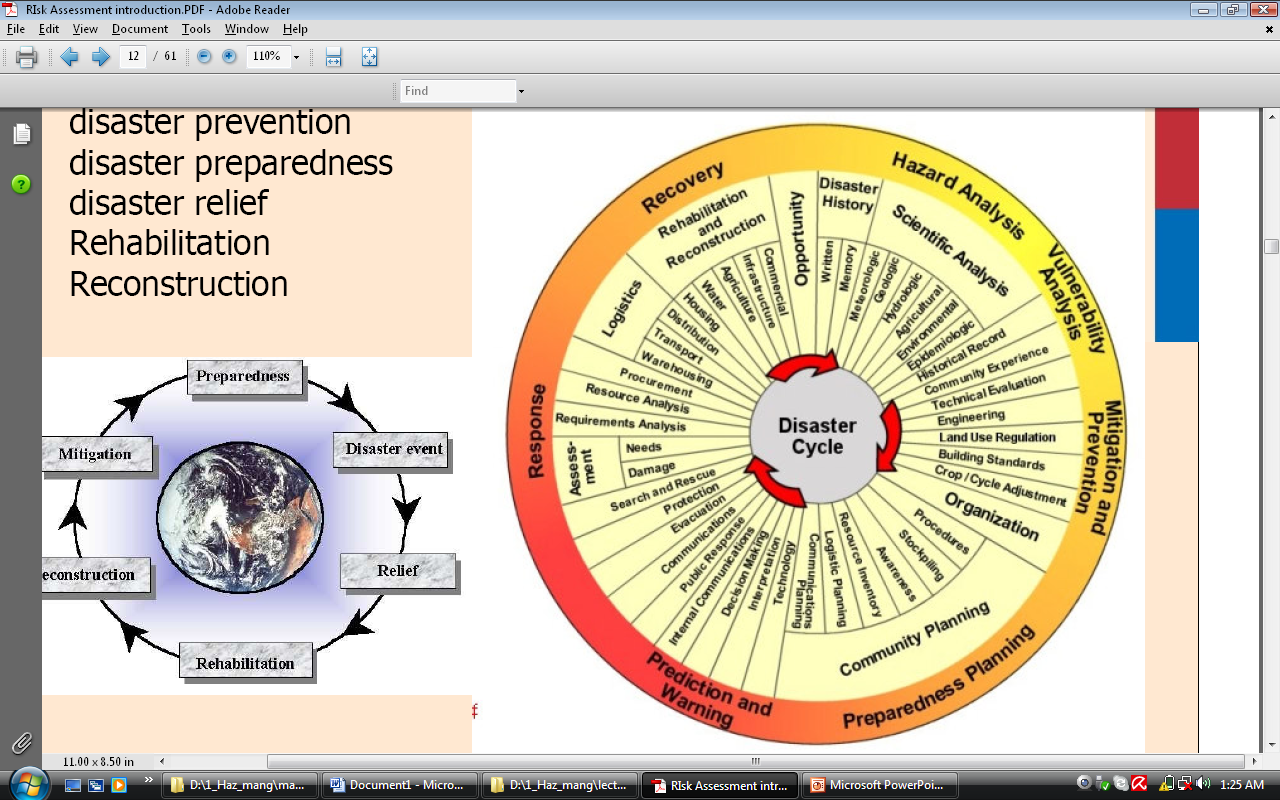 RIsk Assessment introduction.PDF - Adobe Reader
File Edit View Document Tools Window Help
12 / 61 110%
Find
disaster prevention
disaster preparedness
disaster relief
Rehabilitation
Reconstruction
Preparedness
Disaster event
Relief
Rehabilitation
econstruction
Mitigation
Disaster
Cycle
Hazard Analysis
Vulnerability
Analysis
Mitigation and
Prevention
Preparedness Planning
Prediction and
Warning
Response
Recovery
Disaster
History
Written
Memory
Scientific Analysis
Meteorologic
Geologic
Hydrologic
Agricultural
Environmental
Epidemiologic
Historical Record
Community Experience
Technical Evaluation
Engineering
Land Use Regulation
Building Standards
Crop / Cycle Adjustment
Organization
Procedures
Stockpiling
Awareness
Resource Inventory
Logistic Planning
Communications
Planning
Community Planning
Technology
Interpretation
Decision Making
Internal Communications
Public Response
Communications
Evacuation
Protection
Search and Rescue
Assess-
ment
Damage
Needs
Requirements Analysis
Resource Analysis
Procurement
Logistics
Warehousing
Transport
Distribution
Rehabilitation
and
Reconstruction
Housing
Water
Agriculture
Infrastructure
Commercial
Opportunity
f
11.00 x 8.50 in
D:\1_Haz_mang\ma... Document1 - Micros... D:\1_Haz_mang\lect... RIsk Assessment intr... Microsoft PowerPoi... 1:25 AM